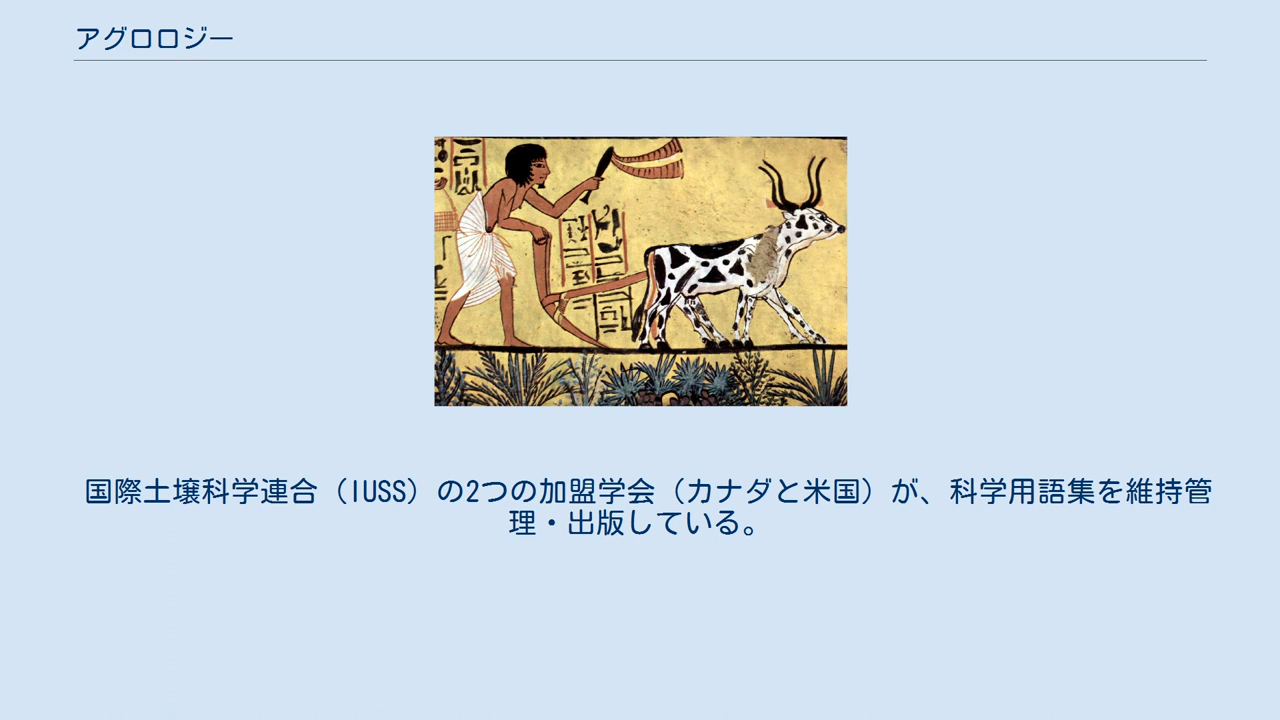 アグロロジー
国際土壌科学連合（IUSS）の2つの加盟学会（カナダと米国）が、科学用語集を維持管
理・出版している。